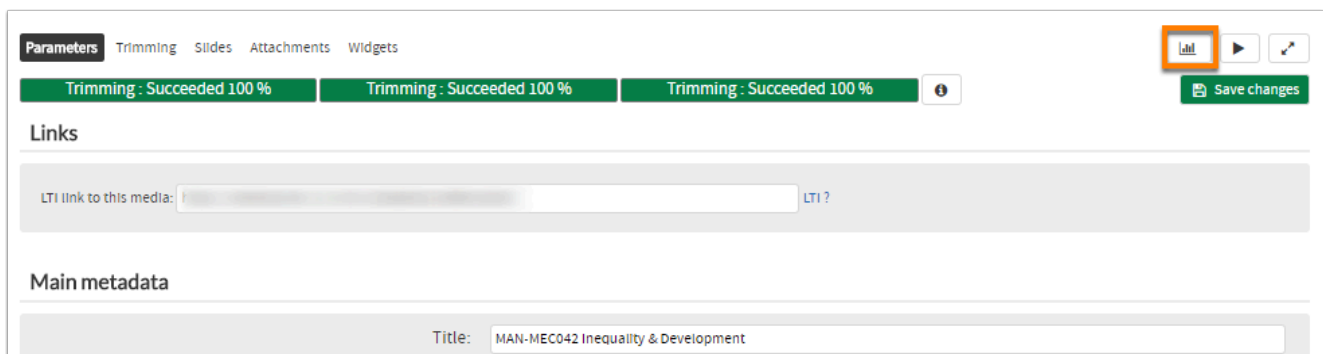 Parameters Trimming Slides Attachments Widgets
Trimming : Succeeded 100 % Trimming : Succeeded 100 % Trimming : Succeeded 100 %
Save changes
Links
LTI link to this media: LTI ?
Main metadata
Title: MAN-MEC042 Inequality & Development